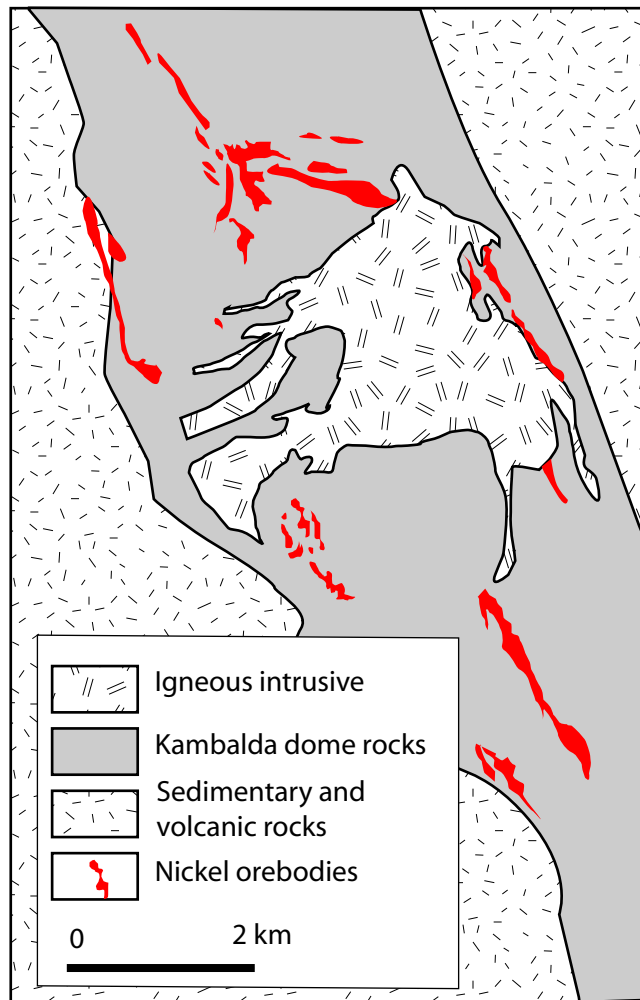 Igneous intrusive
Kambalda dome rocks
Sedimentary and
volcanic rocks
Nickel orebodies
0 2 km